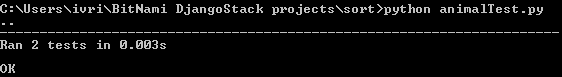 C:\Users\ivri\BitNami DjangoStack projects\sort>python animalTest.py
..
----------------------------------------------------------------------
Ran 2 tests in 0.003s
OK